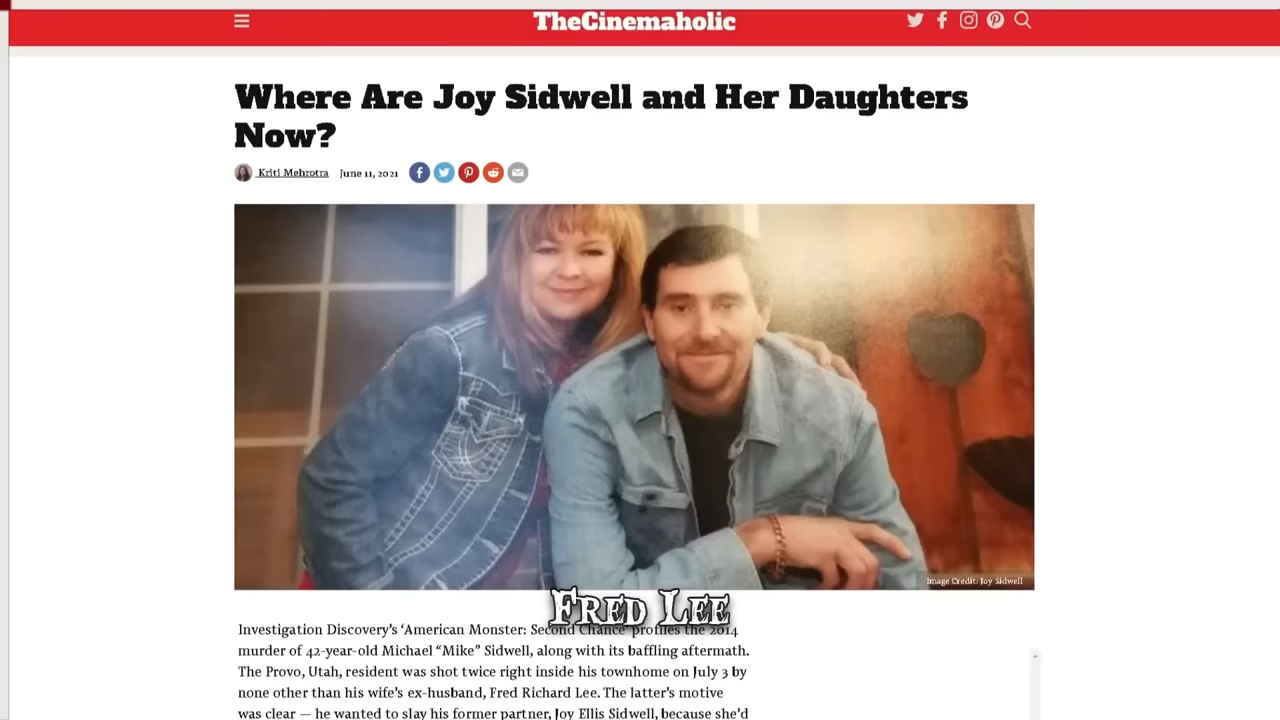 TheCinemaholic
Where Are Joy Sidwell and Her Daughters
Now?
Kriti Mehrotra June 11, 2021
Image Credit: Joy Sidwell
FRED LEE
Investigation Discovery's 'American Monster: Second Chance' profiles the 2014
murder of 42-year-old Michael “Mike” Sidwell, along with its baffling aftermath.
The Provo, Utah, resident was shot twice right inside his townhome on July 3 by
none other than his wife's ex-husband, Fred Richard Lee. The latter's motive
was clear — he wanted to slay his former partner, Joy Ellis Sidwell, because she'd